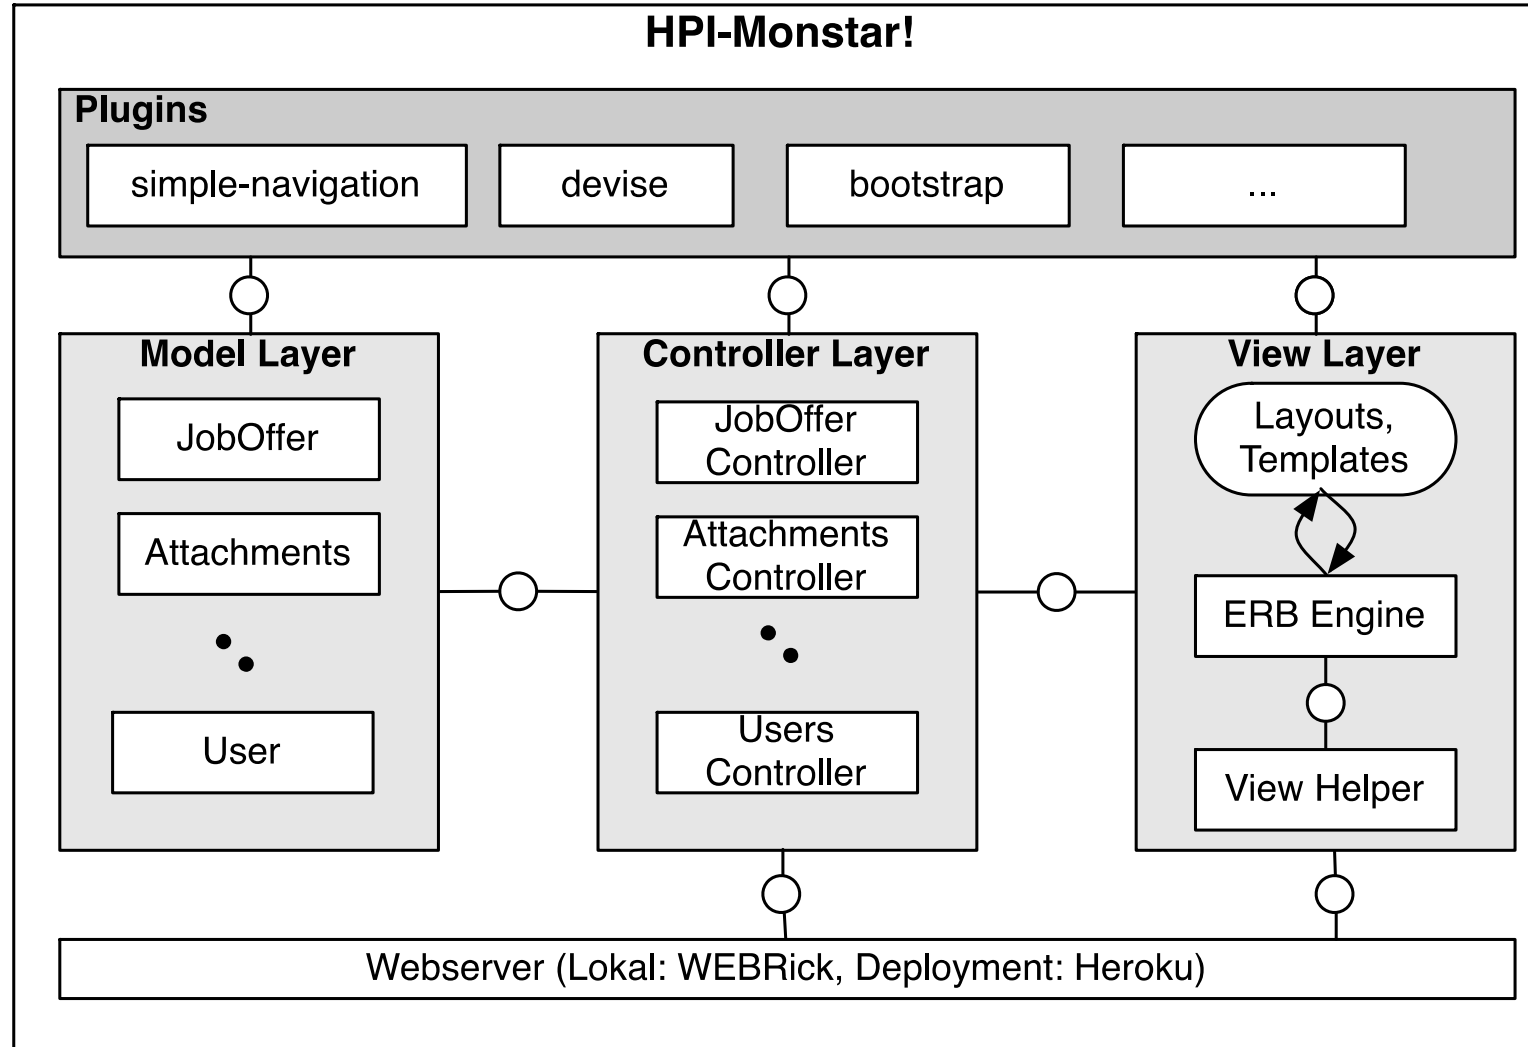 HPI-Monstar!
Plugins
simple-navigation
devise
bootstrap
...
Model Layer
JobOffer
Attachments
User
Controller Layer
JobOffer
Controller
Attachments
Controller
Users
Controller
View Layer
Layouts,
Templates
ERB Engine
View Helper
Webserver (Lokal: WEBRick, Deployment: Heroku)